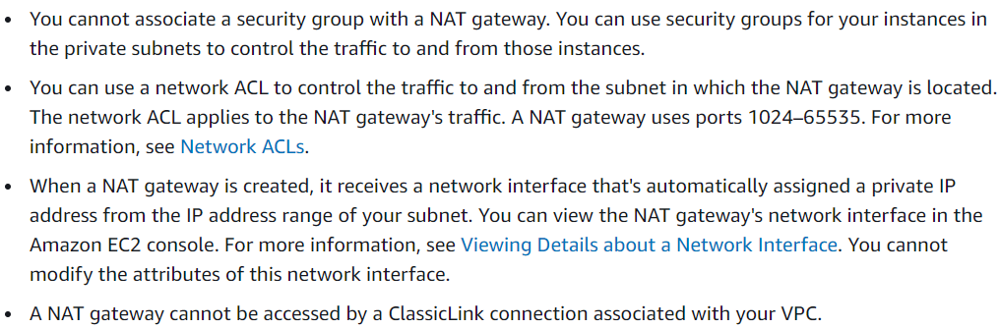 • You cannot associate a security group with a NAT gateway. You can use security groups for your instances in
the private subnets to control the traffic to and from those instances.
• You can use a network ACL to control the traffic to and from the subnet in which the NAT gateway is located.
The network ACL applies to the NAT gateway's traffic. A NAT gateway uses ports 1024–65535. For more
information, see Network ACLs.
• When a NAT gateway is created, it receives a network interface that's automatically assigned a private IP
address from the IP address range of your subnet. You can view the NAT gateway's network interface in the
Amazon EC2 console. For more information, see Viewing Details about a Network Interface. You cannot
modify the attributes of this network interface.
• A NAT gateway cannot be accessed by a ClassicLink connection associated with your VPC.